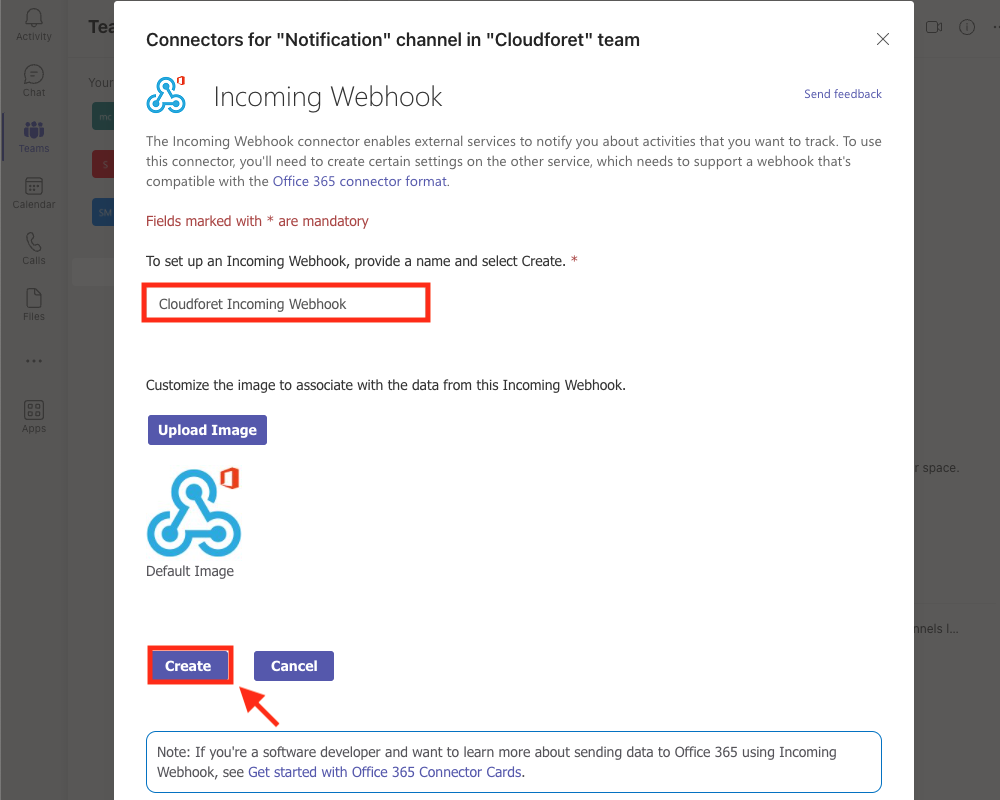 Activity
Chat
Teams
Calendar
Calls
Files
Apps
Tea
Your
mc
S
SM
Connectors for "Notification" channel in "Cloudforet" team
Incoming Webhook
Send feedback
The Incoming Webhook connector enables external services to notify you about activities that you want to track. To use
this connector, you'll need to create certain settings on the other service, which needs to support a webhook that's
compatible with the Office 365 connector format.
Fields marked with * are mandatory
To set up an Incoming Webhook, provide a name and select Create. *
Cloudforet Incoming Webhook
Customize the image to associate with the data from this Incoming Webhook.
Upload Image
Default Image
Create
Cancel
Note: If you're a software developer and want to learn more about sending data to Office 365 using Incoming
Webhook, see Get started with Office 365 Connector Cards.
r space.
nnels l...